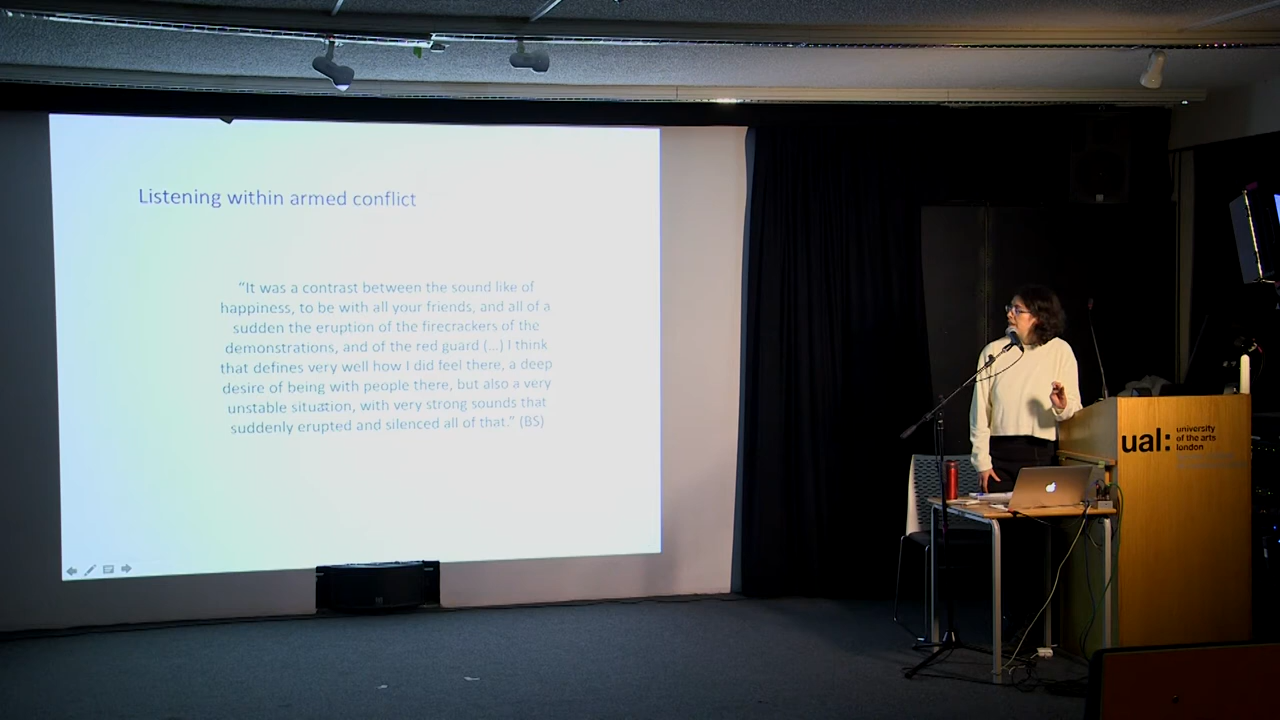 Listening within armed conflict
“It was a contrast between the sound like of
happiness, to be with all your friends, and all of a
sudden the eruption of the firecrackers of the
demonstrations, and of the red guard (...) I think
that defines very well how I did feel there, a deep
desire of being with people there, but also a very
unstable situation, with very strong sounds that
suddenly erupted and silenced all of that.” (BS)
ual: university
of the arts
london